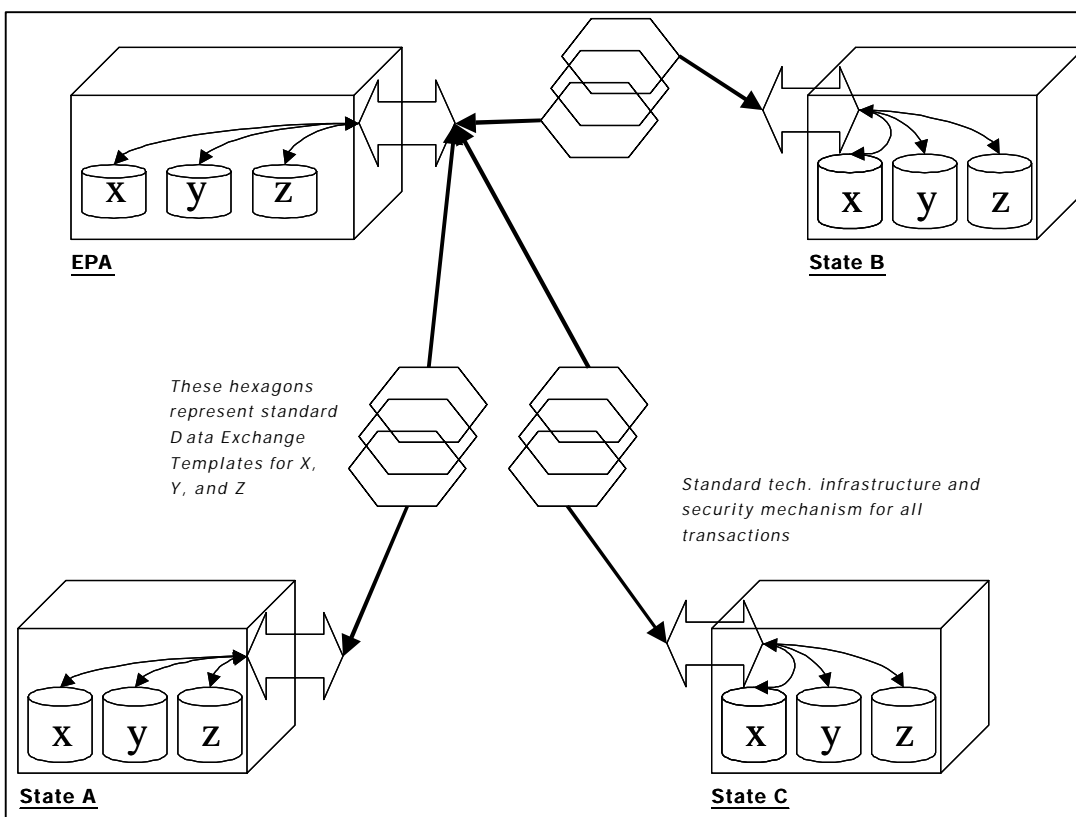 x y z
EPA
x y z
State B
These hexagons
represent standard
Data Exchange
Templates for X,
Y, and Z
Standard tech. infrastructure and
security mechanism for all
transactions
x y z
State A
x y z
State C